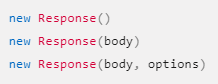 new Response()
new Response(body)
new Response(body, options)